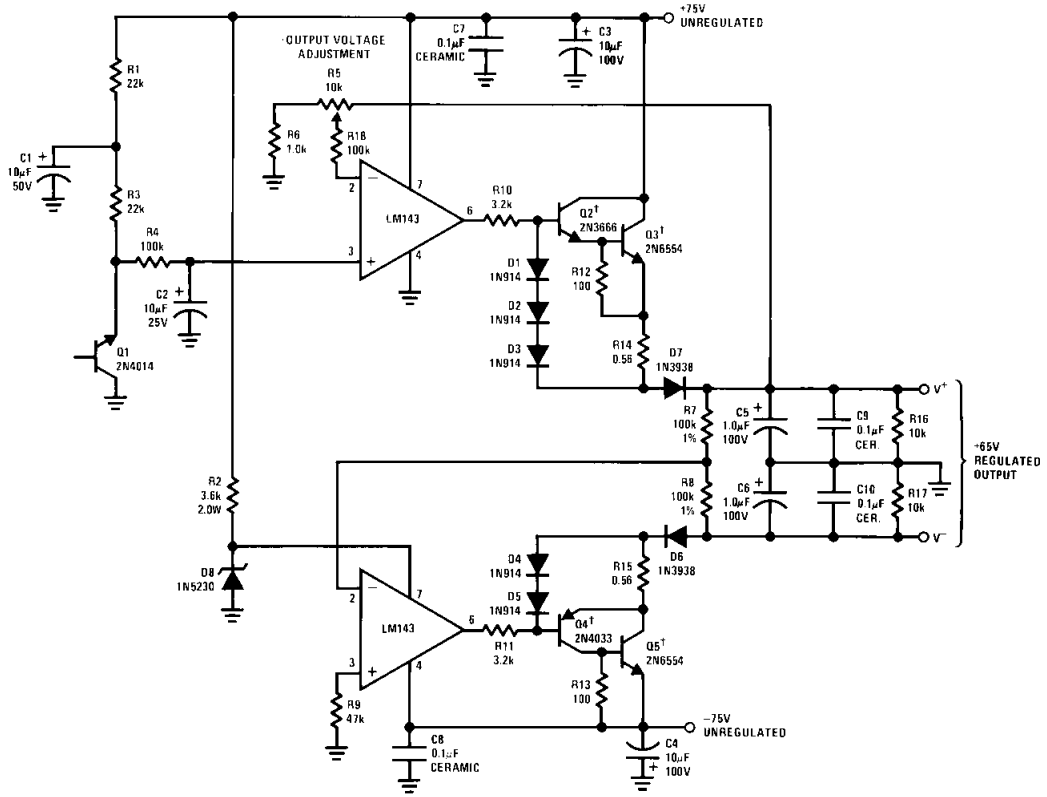 +75V
UNREGULATED
OUTPUT VOLTAGE
ADJUSTMENT
C7
0.1µF
CERAMIC
C3
10µF
100V
+
R1
22k
R5
10k
R6
1.0k
R18
100k
C1
10µF
50V
+
R3
22k
R4
100k
2
−
7
LM143
6
3
+
4
R10
3.2k
Q2†
2N3666
Q3†
2N6554
C2
10µF
25V
+
D1
1N914
R12
100
D2
1N914
D3
1N914
R14
0.56
D7
1N3938
Q1
2N4014
V+
R7
100k
1%
C5
1.0µF
100V
+
C9
0.1µF
CER.
R16
10k
+65V
REGULATED
OUTPUT
R2
3.6k
2.0W
R8
100k
1%
C6
1.0µF
100V
+
C10
0.1µF
CER.
R17
10k
V−
D8
1N5230
D4
1N914
D5
1N914
R15
0.56
D6
1N3938
2
−
7
LM143
6
3
+
4
R11
3.2k
Q4†
2N4033
Q5†
2N6554
R9
47k
R13
100
−75V
UNREGULATED
C8
0.1µF
CERAMIC
C4
10µF
100V
+